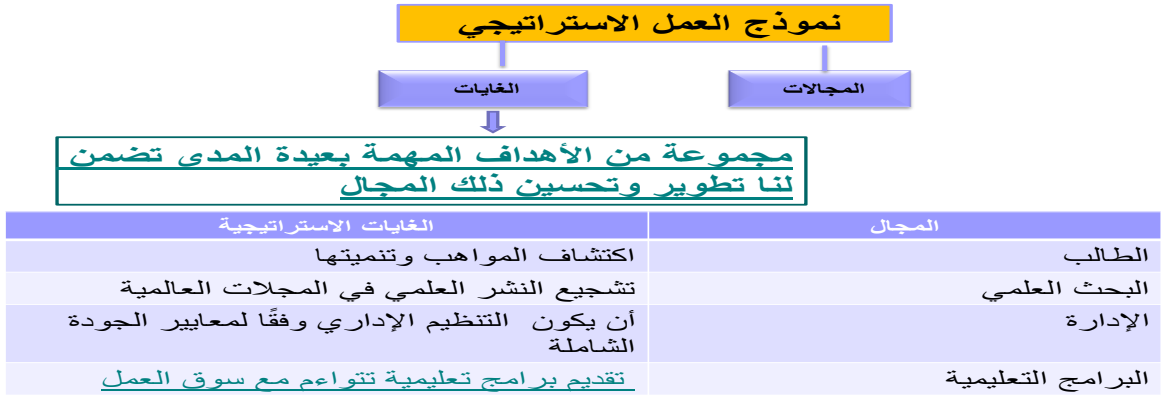 نموذج العمل الاستراتيجي
المجالات
الغايات
مجموعة من الأهداف المهمة بعيدة المدى تضمن
لنا تطوير وتحسين ذلك المجال
المجال
الغايات الاستراتيجية
الطالب
اكتشاف المواهب وتنميتها
البحث العلمي
تشجيع النشر العلمي في المجلات العالمية
الإدارة
أن يكون التنظيم الإداري وفقًا لمعايير الجودة
الشاملة
البرامج التعليمية
تقديم برامج تعليمية تتواءم مع سوق العمل